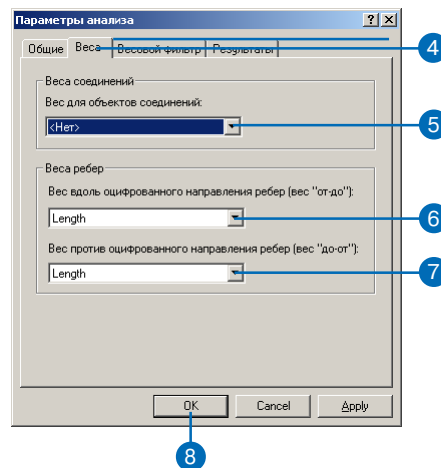 Параметры анализа
Общие Веса Весовой фильтр Результаты
4
Веса соединений
Вес для объектов соединений:
<Нет>
5
Веса ребер
Вес вдоль оцифрованного направления ребер (вес "от-до"):
Length
6
Вес против оцифрованного направления ребер (вес "до-от"):
Length
7
OK Cancel Apply
8